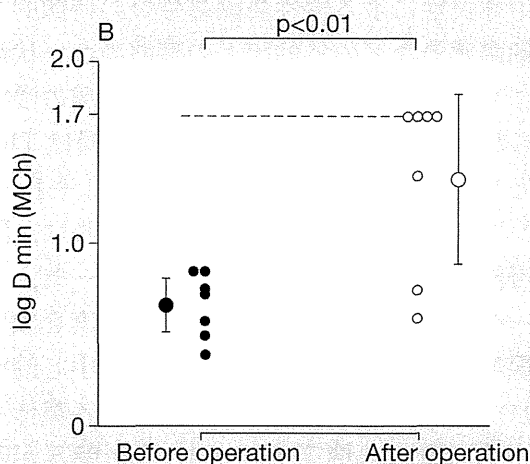 B
p<0.01
2.0
1.7
1.0
0
log D min (MCh)
Before operation
After operation